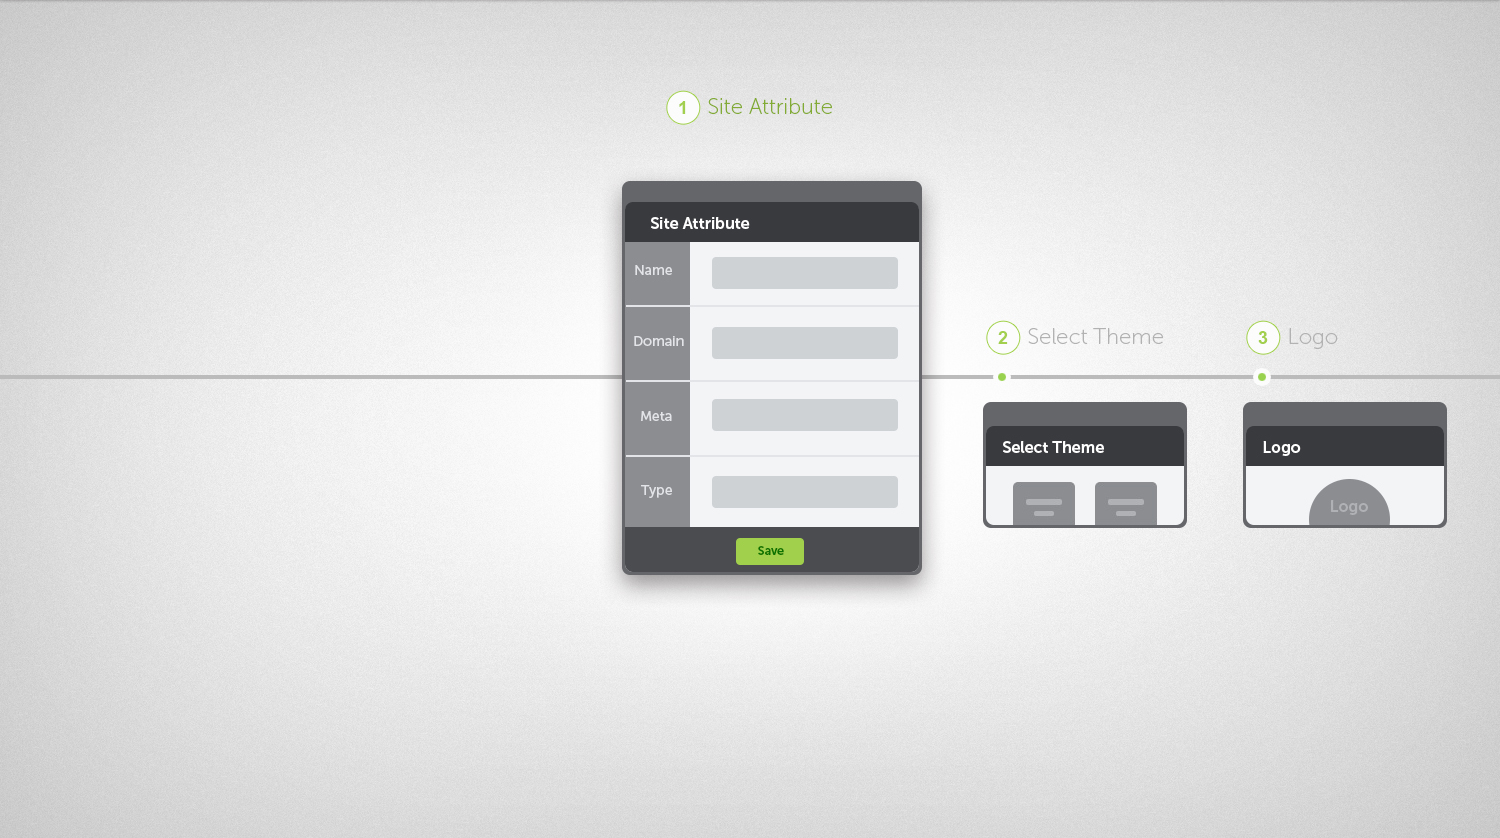 1 Site Attribute
Site Attribute
Name
Domain
Meta
Type
Save
2 Select Theme
Select Theme
3 Logo
Logo
Logo